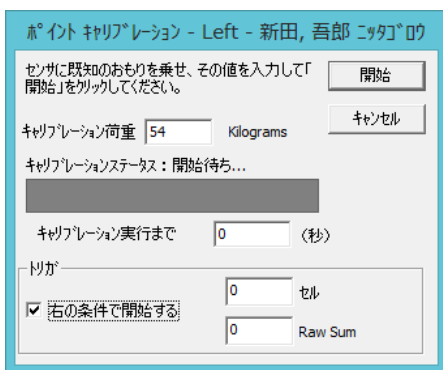 ﾎﾟｲﾝﾄ ｷｬﾘﾌﾞﾚｰｼｮﾝ - Left - 新田, 吾郎 ﾆｯﾀｺﾞﾛｳ
センサに既知のおもりを乗せ、その値を入力して「
開始」をクリックしてください。
開始
キャンセル
キャリブレーション荷重 54 Kilograms
キャリブレーションステータス：開始待ち...
キャリブレーション実行まで 0 （秒）
トリガ
0 セル
右の条件で開始する
0 Raw Sum